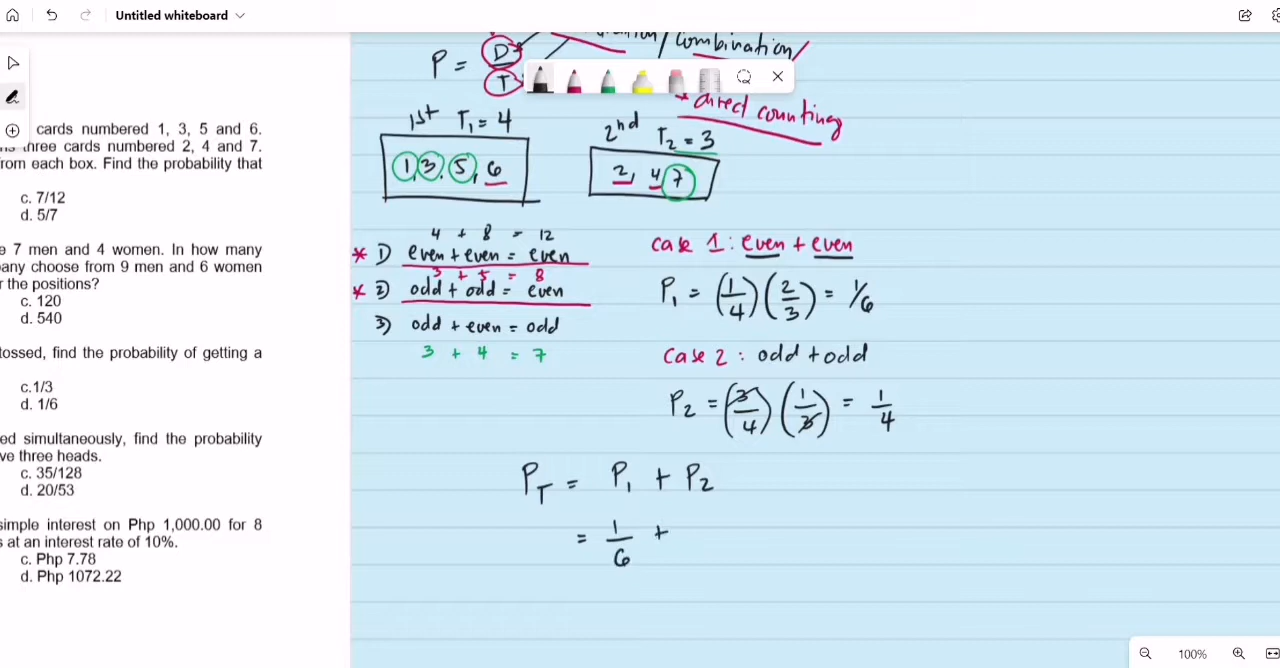 Untitled whiteboard
cards numbered 1, 3, 5 and 6.
three cards numbered 2, 4 and 7.
rom each box. Find the probability that
c. 7/12
d. 5/7
e 7 men and 4 women. In how many
any choose from 9 men and 6 women
r the positions?
c. 120
d. 540
tossed, find the probability of getting a
c.1/3
d. 1/6
ed simultaneously, find the probability
ve three heads.
c. 35/128
d. 20/53
simple interest on Php 1,000.00 for 8
s at an interest rate of 10%.
c. Php 7.78
d. Php 1072.22
/ Combination/
P = D/T
* direct counting
1st T₁ = 4
1, 3, 5, 6
2nd T₂ = 3
2, 4 7
4 + 8 = 12
* 1) even + even = even
3 + 5 = 8
* 2) odd + odd = even
3) odd + even = odd
3 + 4 = 7
case 1: even + even
P₁ = (1/4)(2/3) = 1/6
Case 2: odd + odd
P₂ = (3/4)(1/3) = 1/4
P_T = P₁ + P₂
= 1/6 +
100%